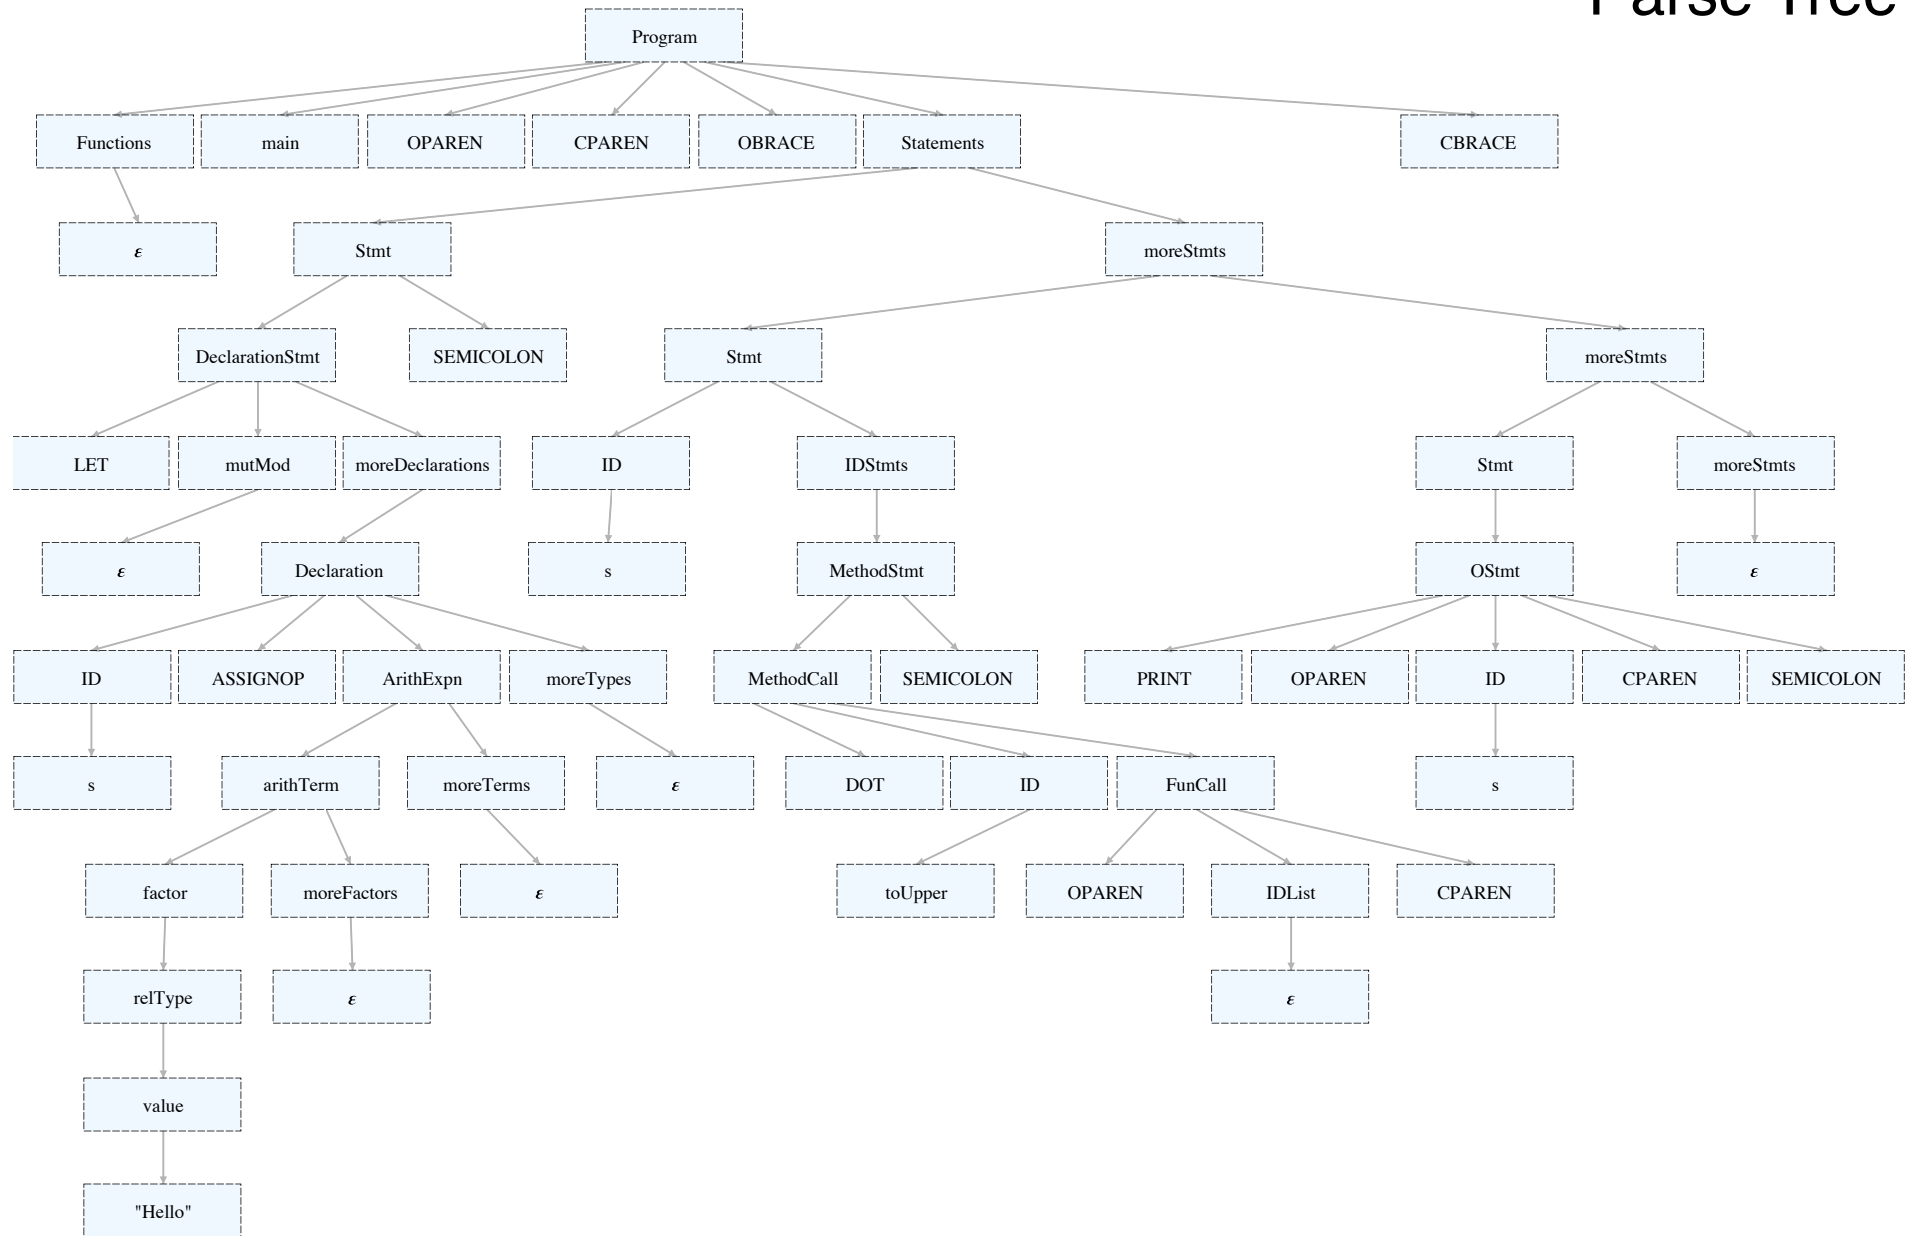 Parse Tree
Program
Functions
main
OPAREN
CPAREN
OBRACE
Statements
CBRACE
ε
Stmt
moreStmts
DeclarationStmt
SEMICOLON
Stmt
moreStmts
LET
mutMod
moreDeclarations
ID
IDStmts
Stmt
moreStmts
ε
Declaration
s
MethodStmt
OStmt
ε
ID
ASSIGNOP
ArithExpn
moreTypes
MethodCall
SEMICOLON
PRINT
OPAREN
ID
CPAREN
SEMICOLON
s
arithTerm
moreTerms
ε
DOT
ID
FunCall
s
factor
moreFactors
ε
toUpper
OPAREN
IDList
CPAREN
relType
ε
ε
value
"Hello"